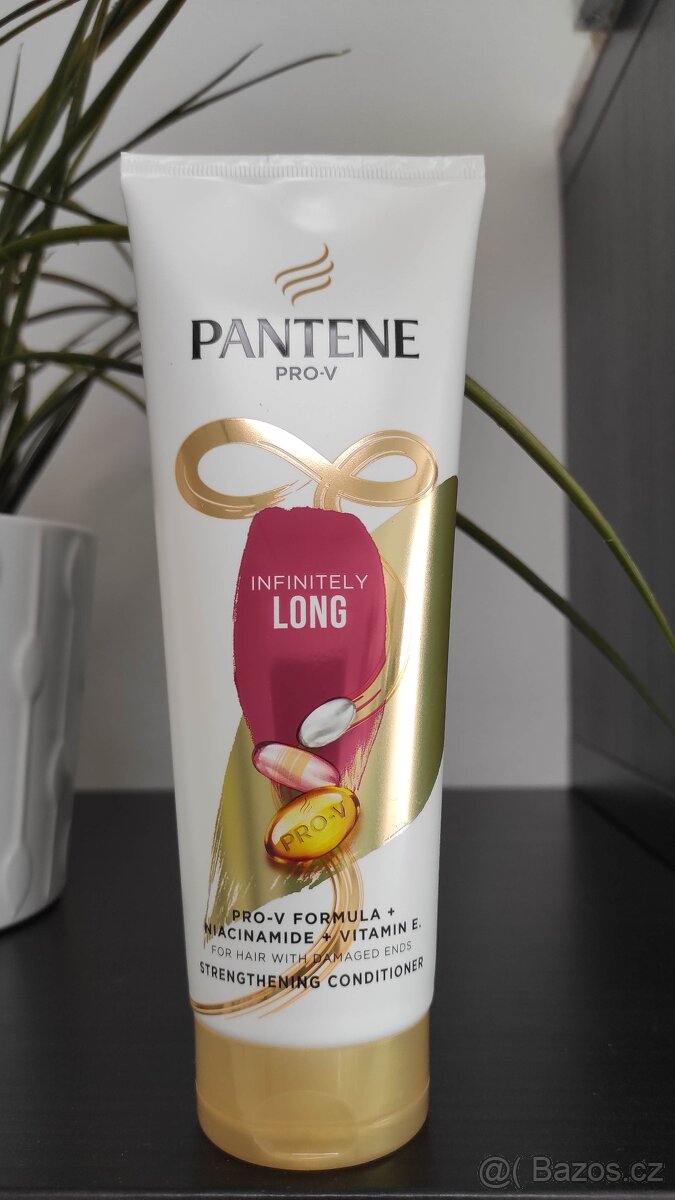 PANTENE
PRO-V
INFINITELY
LONG
PRO-V
PRO-V FORMULA +
NIACINAMIDE + VITAMIN E.
FOR HAIR WITH DAMAGED ENDS
STRENGTHENING CONDITIONER
@( Bazos.cz